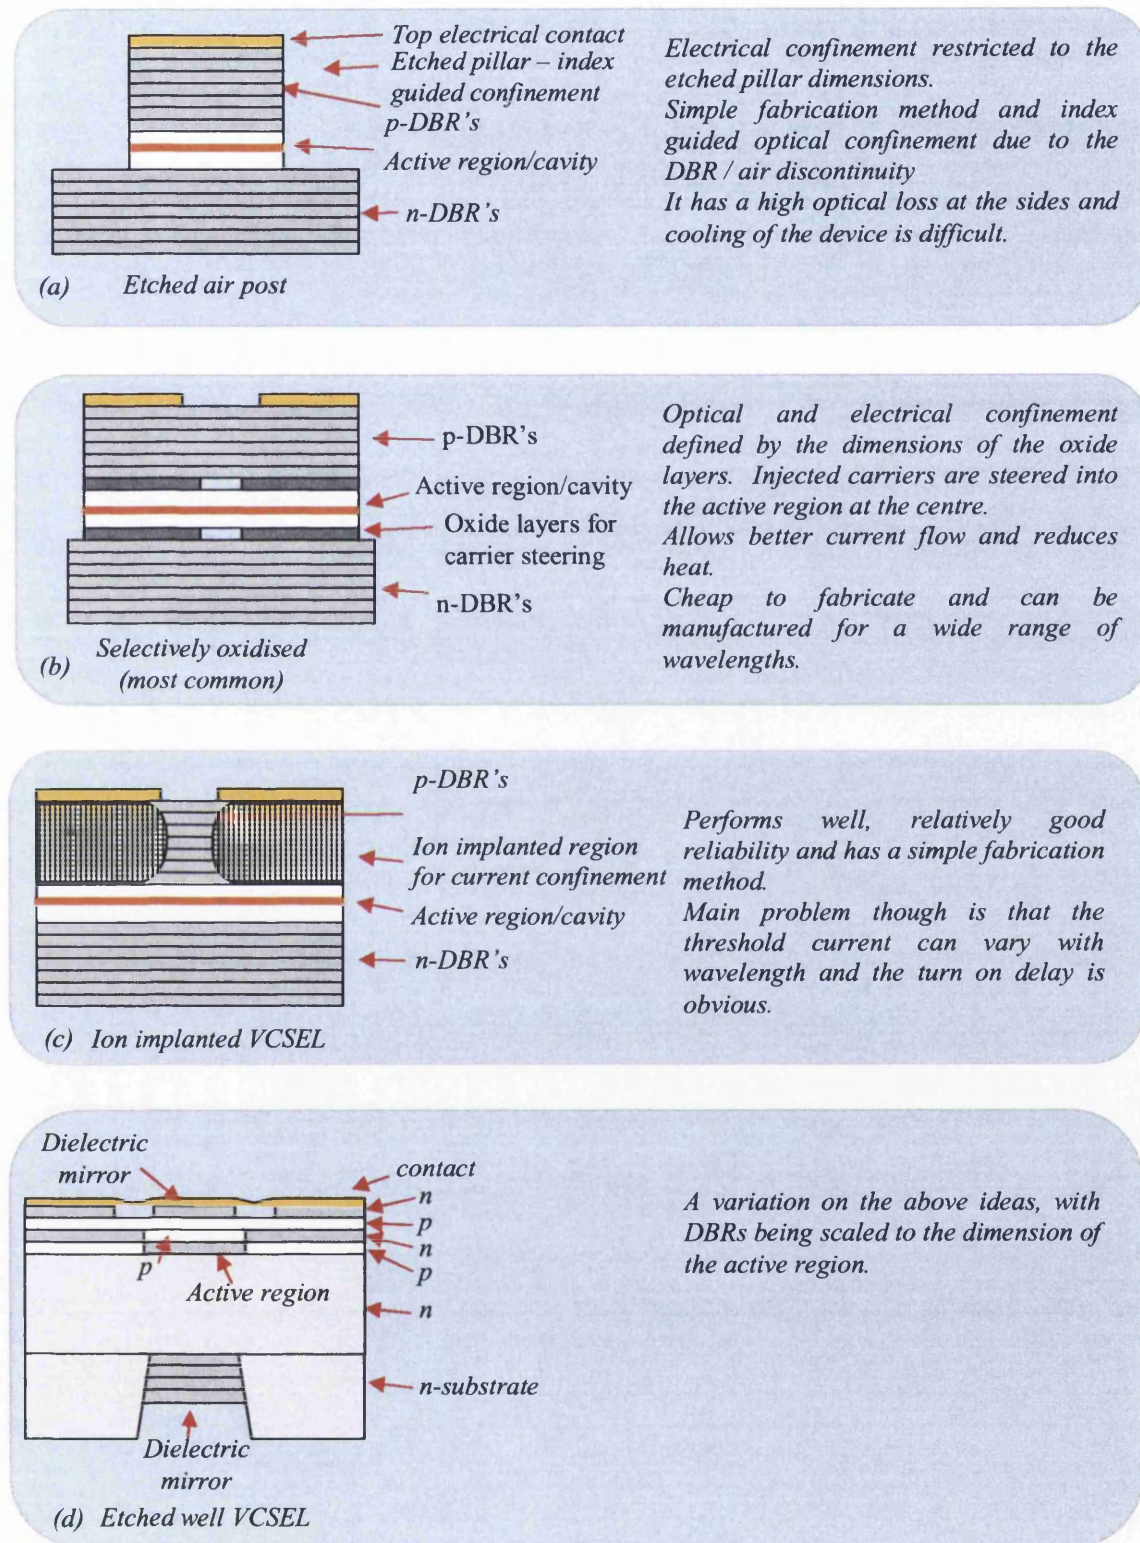 Top electrical contact
Etched pillar – index
guided confinement
p-DBR's
Active region/cavity
n-DBR's
(a) Etched air post
Electrical confinement restricted to the
etched pillar dimensions.
Simple fabrication method and index
guided optical confinement due to the
DBR / air discontinuity
It has a high optical loss at the sides and
cooling of the device is difficult.
p-DBR's
Active region/cavity
Oxide layers for
carrier steering
n-DBR's
(b) Selectively oxidised
(most common)
Optical and electrical confinement
defined by the dimensions of the oxide
layers. Injected carriers are steered into
the active region at the centre.
Allows better current flow and reduces
heat.
Cheap to fabricate and can be
manufactured for a wide range of
wavelengths.
p-DBR's
Ion implanted region
for current confinement
Active region/cavity
n-DBR's
(c) Ion implanted VCSEL
Performs well, relatively good
reliability and has a simple fabrication
method.
Main problem though is that the
threshold current can vary with
wavelength and the turn on delay is
obvious.
Dielectric
mirror
contact
n
p
n
p
p
Active region
n
n-substrate
Dielectric
mirror
(d) Etched well VCSEL
A variation on the above ideas, with
DBRs being scaled to the dimension of
the active region.